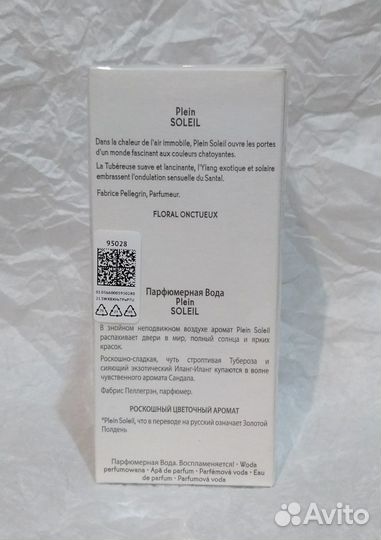 Plein
SOLEIL
Dans la chaleur de l'air immobile, Plein Soleil ouvre les portes
d'un monde fascinant aux couleurs chatoyantes.
La Tubéreuse suave et lancinante, l'Ylang exotique et solaire
embrassent l'ondulation sensuelle du Santal.
Fabrice Pellegrin, Parfumeur.
FLORAL ONCTUEUX
95028
Парфюмерная Вода
Plein
SOLEIL
В знойном неподвижном воздухе аромат Plein Soleil
распахивает двери в мир, полный солнца и ярких
красок.
Роскошно-сладкая, чуть строптивая Тубероза и
сияющий экзотический Иланг-Иланг купаются в волне
чувственного аромата Сандала.
Фабрис Пеллегрэн, парфюмер.
РОСКОШНЫЙ ЦВЕТОЧНЫЙ АРОМАТ
*Plein Soleil, что в переводе на русский означает Золотой
Полдень
Парфюмерная Вода. Воспламеняется! • Woda
perfumowana • Apă de parfum • Parfémová voda • Eau
de parfum • Parfumová voda
Avito